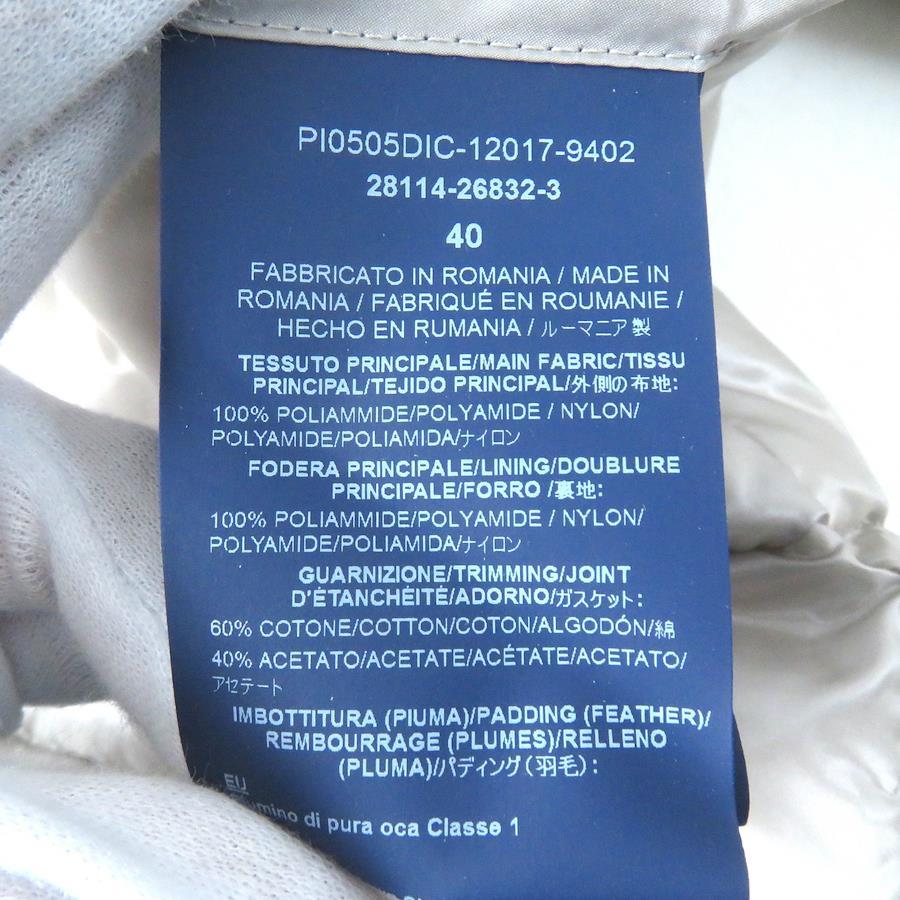 PI0505DIC-12017-9402
28114-26832-3
40
FABBRICATO IN ROMANIA / MADE IN
ROMANIA / FABRIQUÉ EN ROUMANIE /
HECHO EN RUMANIA / ルーマニア製
TESSUTO PRINCIPALE/MAIN FABRIC/TISSU
PRINCIPAL/TEJIDO PRINCIPAL/外側の布地:
100% POLIAMMIDE/POLYAMIDE / NYLON/
POLYAMIDE/POLIAMIDA/ナイロン
FODERA PRINCIPALE/LINING/DOUBLURE
PRINCIPALE/FORRO /裏地:
100% POLIAMMIDE/POLYAMIDE / NYLON/
POLYAMIDE/POLIAMIDA/ナイロン
GUARNIZIONE/TRIMMING/JOINT
D'ÉTANCHÉITÉ/ADORNO/ガスケット:
60% COTONE/COTTON/COTON/ALGODÓN/綿
40% ACETATO/ACETATE/ACÉTATE/ACETATO/
アセテート
IMBOTTITURA (PIUMA)/PADDING (FEATHER)/
REMBOURRAGE (PLUMES)/RELLENO
(PLUMA)/パディング(羽毛):
EU
di pura oca Classe 1